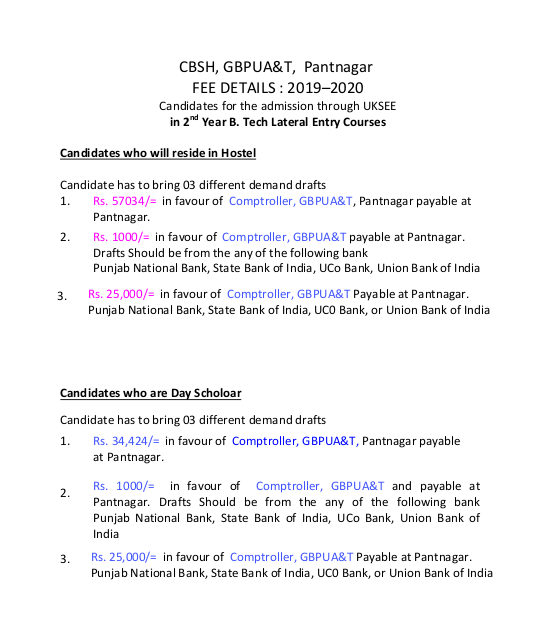 CBSH, GBPUA&T, Pantnagar
FEE DETAILS : 2019–2020
Candidates for the admission through UKSEE
in 2nd Year B. Tech Lateral Entry Courses
Candidates who will reside in Hostel
Candidate has to bring 03 different demand drafts
1. Rs. 57034/= in favour of Comptroller, GBPUA&T, Pantnagar payable at
Pantnagar.
2. Rs. 1000/= in favour of Comptroller, GBPUA&T payable at Pantnagar.
Drafts Should be from the any of the following bank
Punjab National Bank, State Bank of India, UCo Bank, Union Bank of India
3. Rs. 25,000/= in favour of Comptroller, GBPUA&T Payable at Pantnagar.
Punjab National Bank, State Bank of India, UC0 Bank, or Union Bank of India
Candidates who are Day Scholoar
Candidate has to bring 03 different demand drafts
1. Rs. 34,424/= in favour of Comptroller, GBPUA&T, Pantnagar payable
at Pantnagar.
2. Rs. 1000/= in favour of Comptroller, GBPUA&T and payable at
Pantnagar. Drafts Should be from the any of the following bank
Punjab National Bank, State Bank of India, UCo Bank, Union Bank of
India
3. Rs. 25,000/= in favour of Comptroller, GBPUA&T Payable at Pantnagar.
Punjab National Bank, State Bank of India, UC0 Bank, or Union Bank of India